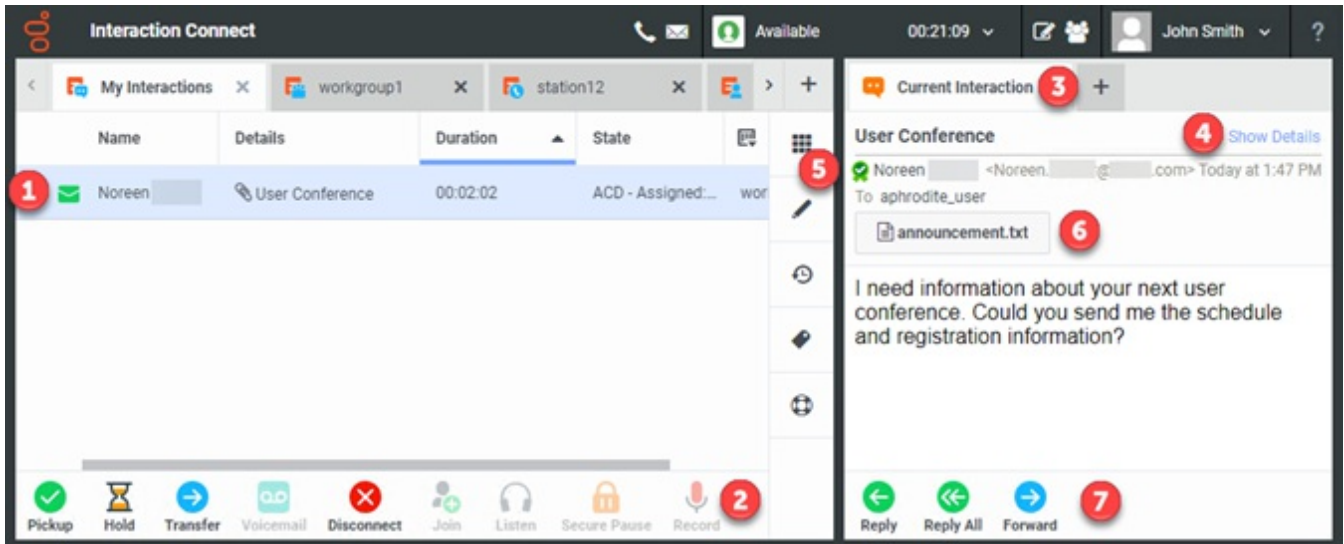 Interaction Connect
Available
00:21:09
John Smith
?
My Interactions
workgroup1
station12
Name Details Duration State
1
Noreen
User Conference
00:02:02
ACD - Assigned:...
wor
5
Pickup
Hold
Transfer
Voicemail
Disconnect
Join
Listen
Secure Pause
Record
2
Current Interaction
3
User Conference
4
Show Details
Noreen <Noreen. @ .com> Today at 1:47 PM
To aphrodite_user
announcement.txt
6
I need information about your next user
conference. Could you send me the schedule
and registration information?
Reply
Reply All
Forward
7